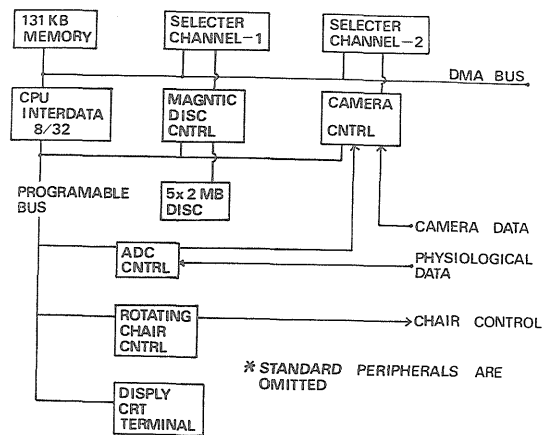 131 KB
MEMORY
SELECTER
CHANNEL-1
SELECTER
CHANNEL-2
DMA BUS
CPU
INTERDATA
8/32
MAGNTIC
DISC
CNTRL
CAMERA
CNTRL
PROGRAMABLE
BUS
5x2 MB
DISC
CAMERA DATA
ADC
CNTRL
PHYSIOLOGICAL
DATA
ROTATING
CHAIR
CNTRL
CHAIR CONTROL
* STANDARD PERIPHERALS ARE
OMITTED
DISPLY
CRT
TERMINAL